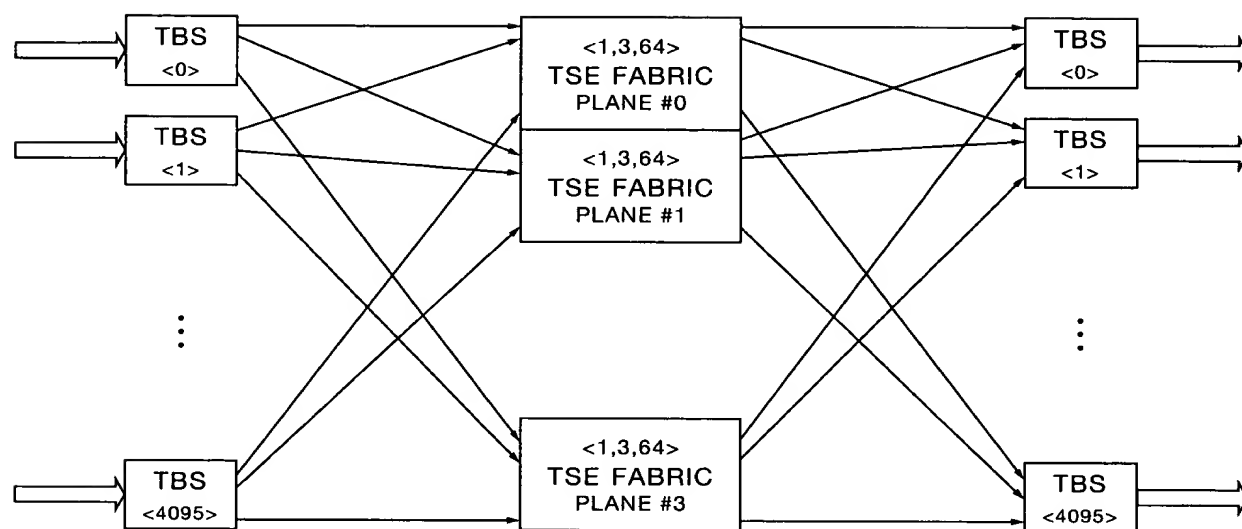 TBS
<0>
<1,3,64>
TSE FABRIC
PLANE #0
TBS
<0>
TBS
<1>
<1,3,64>
TSE FABRIC
PLANE #1
TBS
<1>
TBS
<4095>
<1,3,64>
TSE FABRIC
PLANE #3
TBS
<4095>